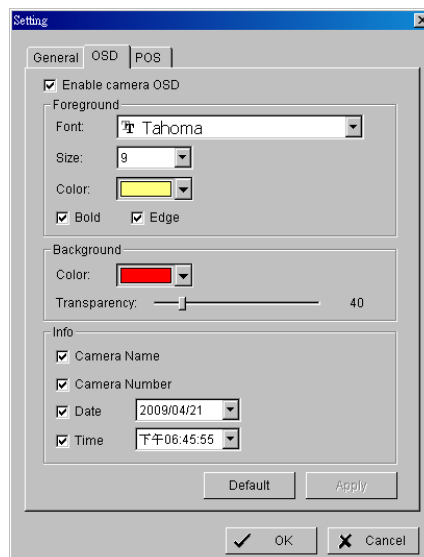 Setting
General OSD POS
Enable camera OSD
Foreground
Font: Tahoma
Size: 9
Color:
Bold Edge
Background
Color:
Transparency: 40
Info
Camera Name
Camera Number
Date 2009/04/21
Time 下午06:45:55
Default Apply
OK Cancel